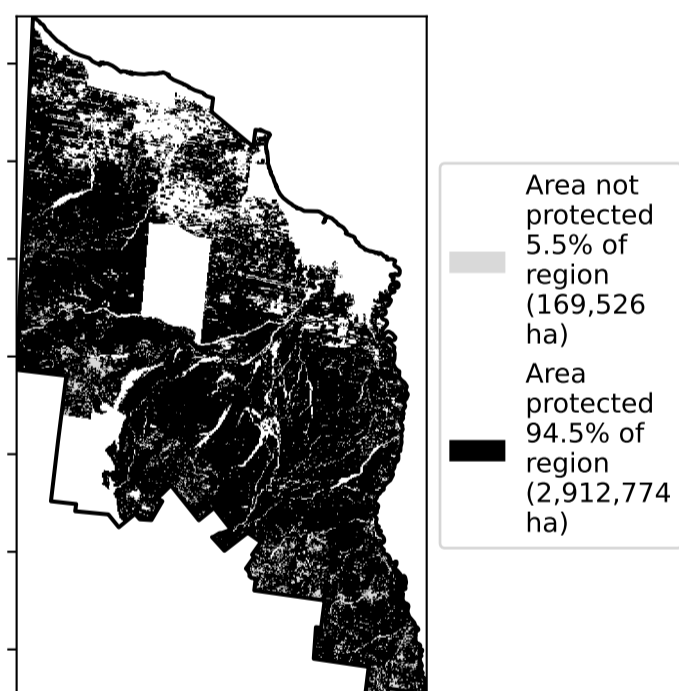 Area not
protected
5.5% of
region
(169,526
ha)
Area
protected
94.5% of
region
(2,912,774
ha)